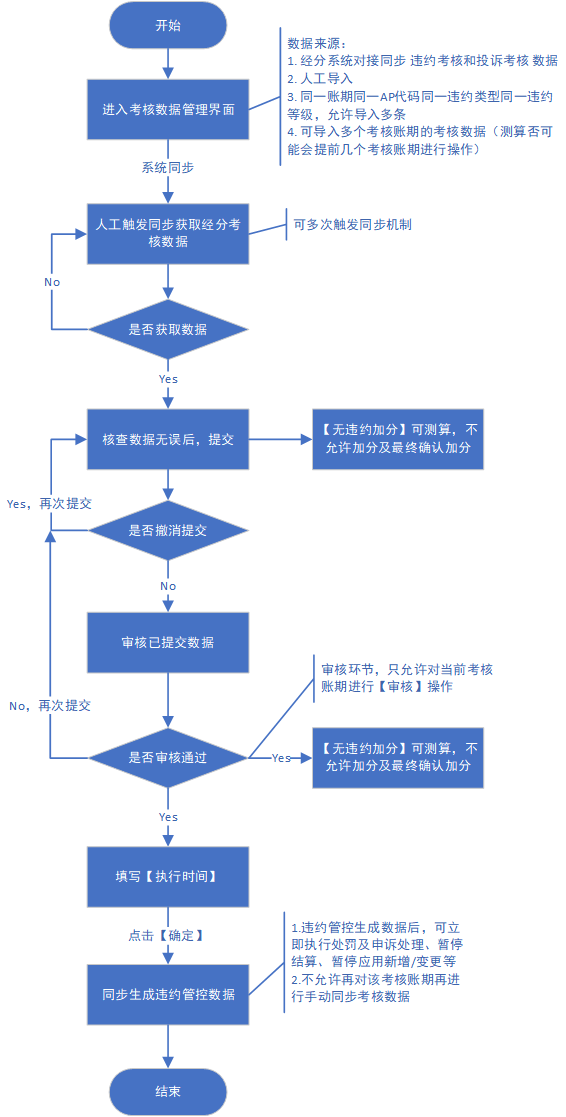 开始
数据来源：
1. 经分系统对接同步 违约考核和投诉考核 数据
2. 人工导入
3. 同一账期同一AP代码同一违约类型同一违约
等级，允许导入多条
4. 可导入多个考核账期的考核数据（测算否可
能会提前几个考核账期进行操作）
进入考核数据管理界面
系统同步
人工触发同步获取经分考
核数据
可多次触发同步机制
No
是否获取数据
Yes
核查数据无误后，提交
【无违约加分】可测算，不
允许加分及最终确认加分
Yes，再次提交
是否撤消提交
No
审核已提交数据
审核环节，只允许对当前考核
账期进行【审核】操作
No，再次提交
是否审核通过
Yes
【无违约加分】可测算，不
允许加分及最终确认加分
Yes
填写【执行时间】
点击【确定】
1.违约管控生成数据后，可立
即执行处罚及申诉处理、暂停
结算、暂停应用新增/变更等
2.不允许再对该考核账期再进
行手动同步考核数据
同步生成违约管控数据
结束